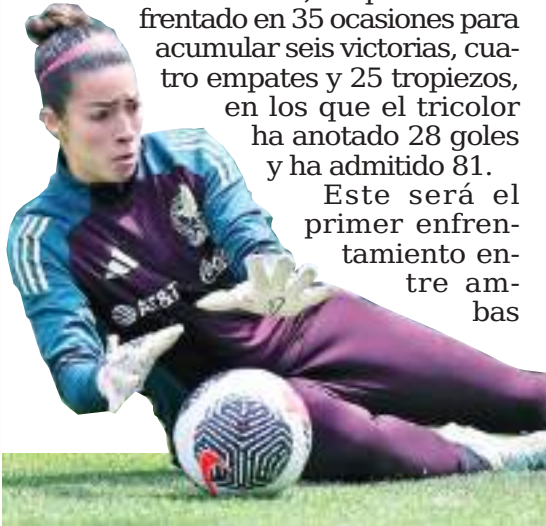 frentado en 35 ocasiones para
acumular seis victorias, cua-
tro empates y 25 tropiezos,
en los que el tricolor
ha anotado 28 goles
y ha admitido 81.
Este será el
primer enfren-
tamiento en-
tre am-
bas
AT&T